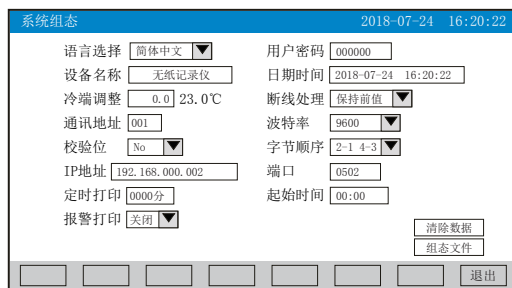 系统组态 2018-07-24 16:20:22
语言选择 简体中文 用户密码 000000
设备名称 无纸记录仪 日期时间 2018-07-24 16:20:22
冷端调整 0.0 23.0℃ 断线处理 保持前值
通讯地址 001 波特率 9600
校验位 No 字节顺序 2-1 4-3
IP地址 192.168.000.002 端口 0502
定时打印 0000分 起始时间 00:00
报警打印 关闭
清除数据
组态文件
退出